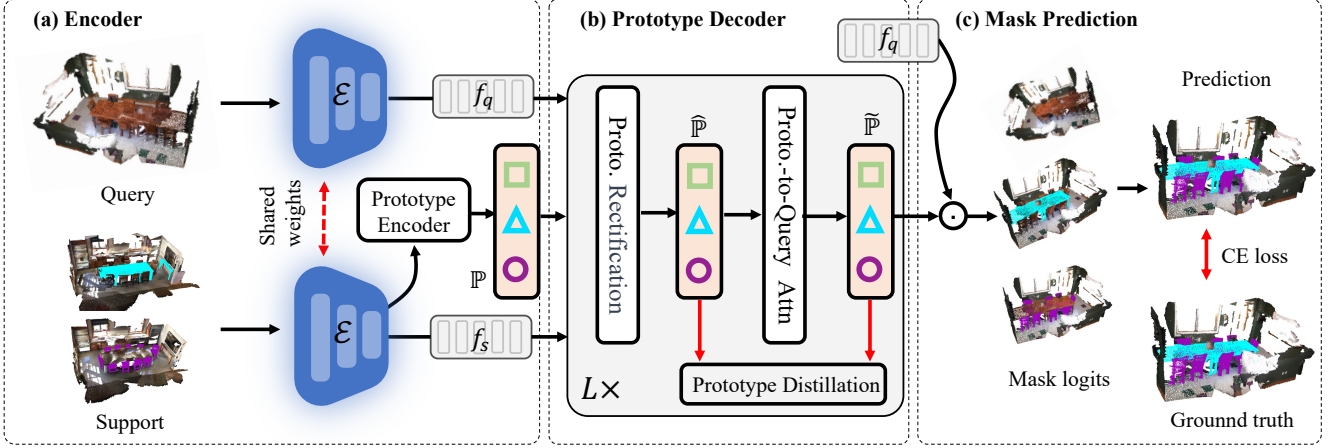 (a) Encoder
Query
Support
Shared
weights
ℰ
ℰ
Prototype
Encoder
ℙ
f_q
f_s
(b) Prototype Decoder
Proto. Rectification
ℙ̂
Proto.-to-Query Attn
ℙ̃
Prototype Distillation
L×
f_q
(c) Mask Prediction
Mask logits
Prediction
CE loss
Grounnd truth